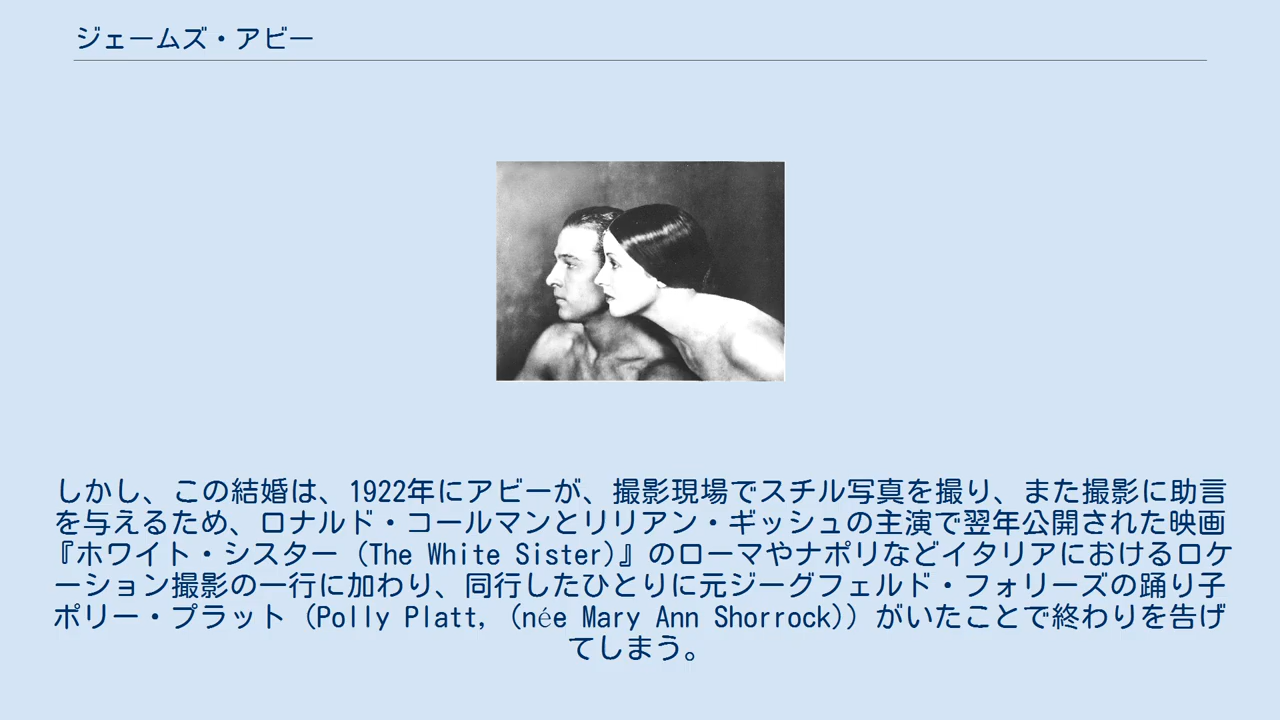 ジェームズ・アビー
しかし、この結婚は、1922年にアビーが、撮影現場でスチル写真を撮り、また撮影に助言
を与えるため、ロナルド・コールマンとリリアン・ギッシュの主演で翌年公開された映画
『ホワイト・シスター (The White Sister)』のローマやナポリなどイタリアにおけるロケ
ーション撮影の一行に加わり、同行したひとりに元ジーグフェルド・フォリーズの踊り子
ポリー・プラット (Polly Platt, (née Mary Ann Shorrock)) がいたことで終わりを告げ
てしまう。